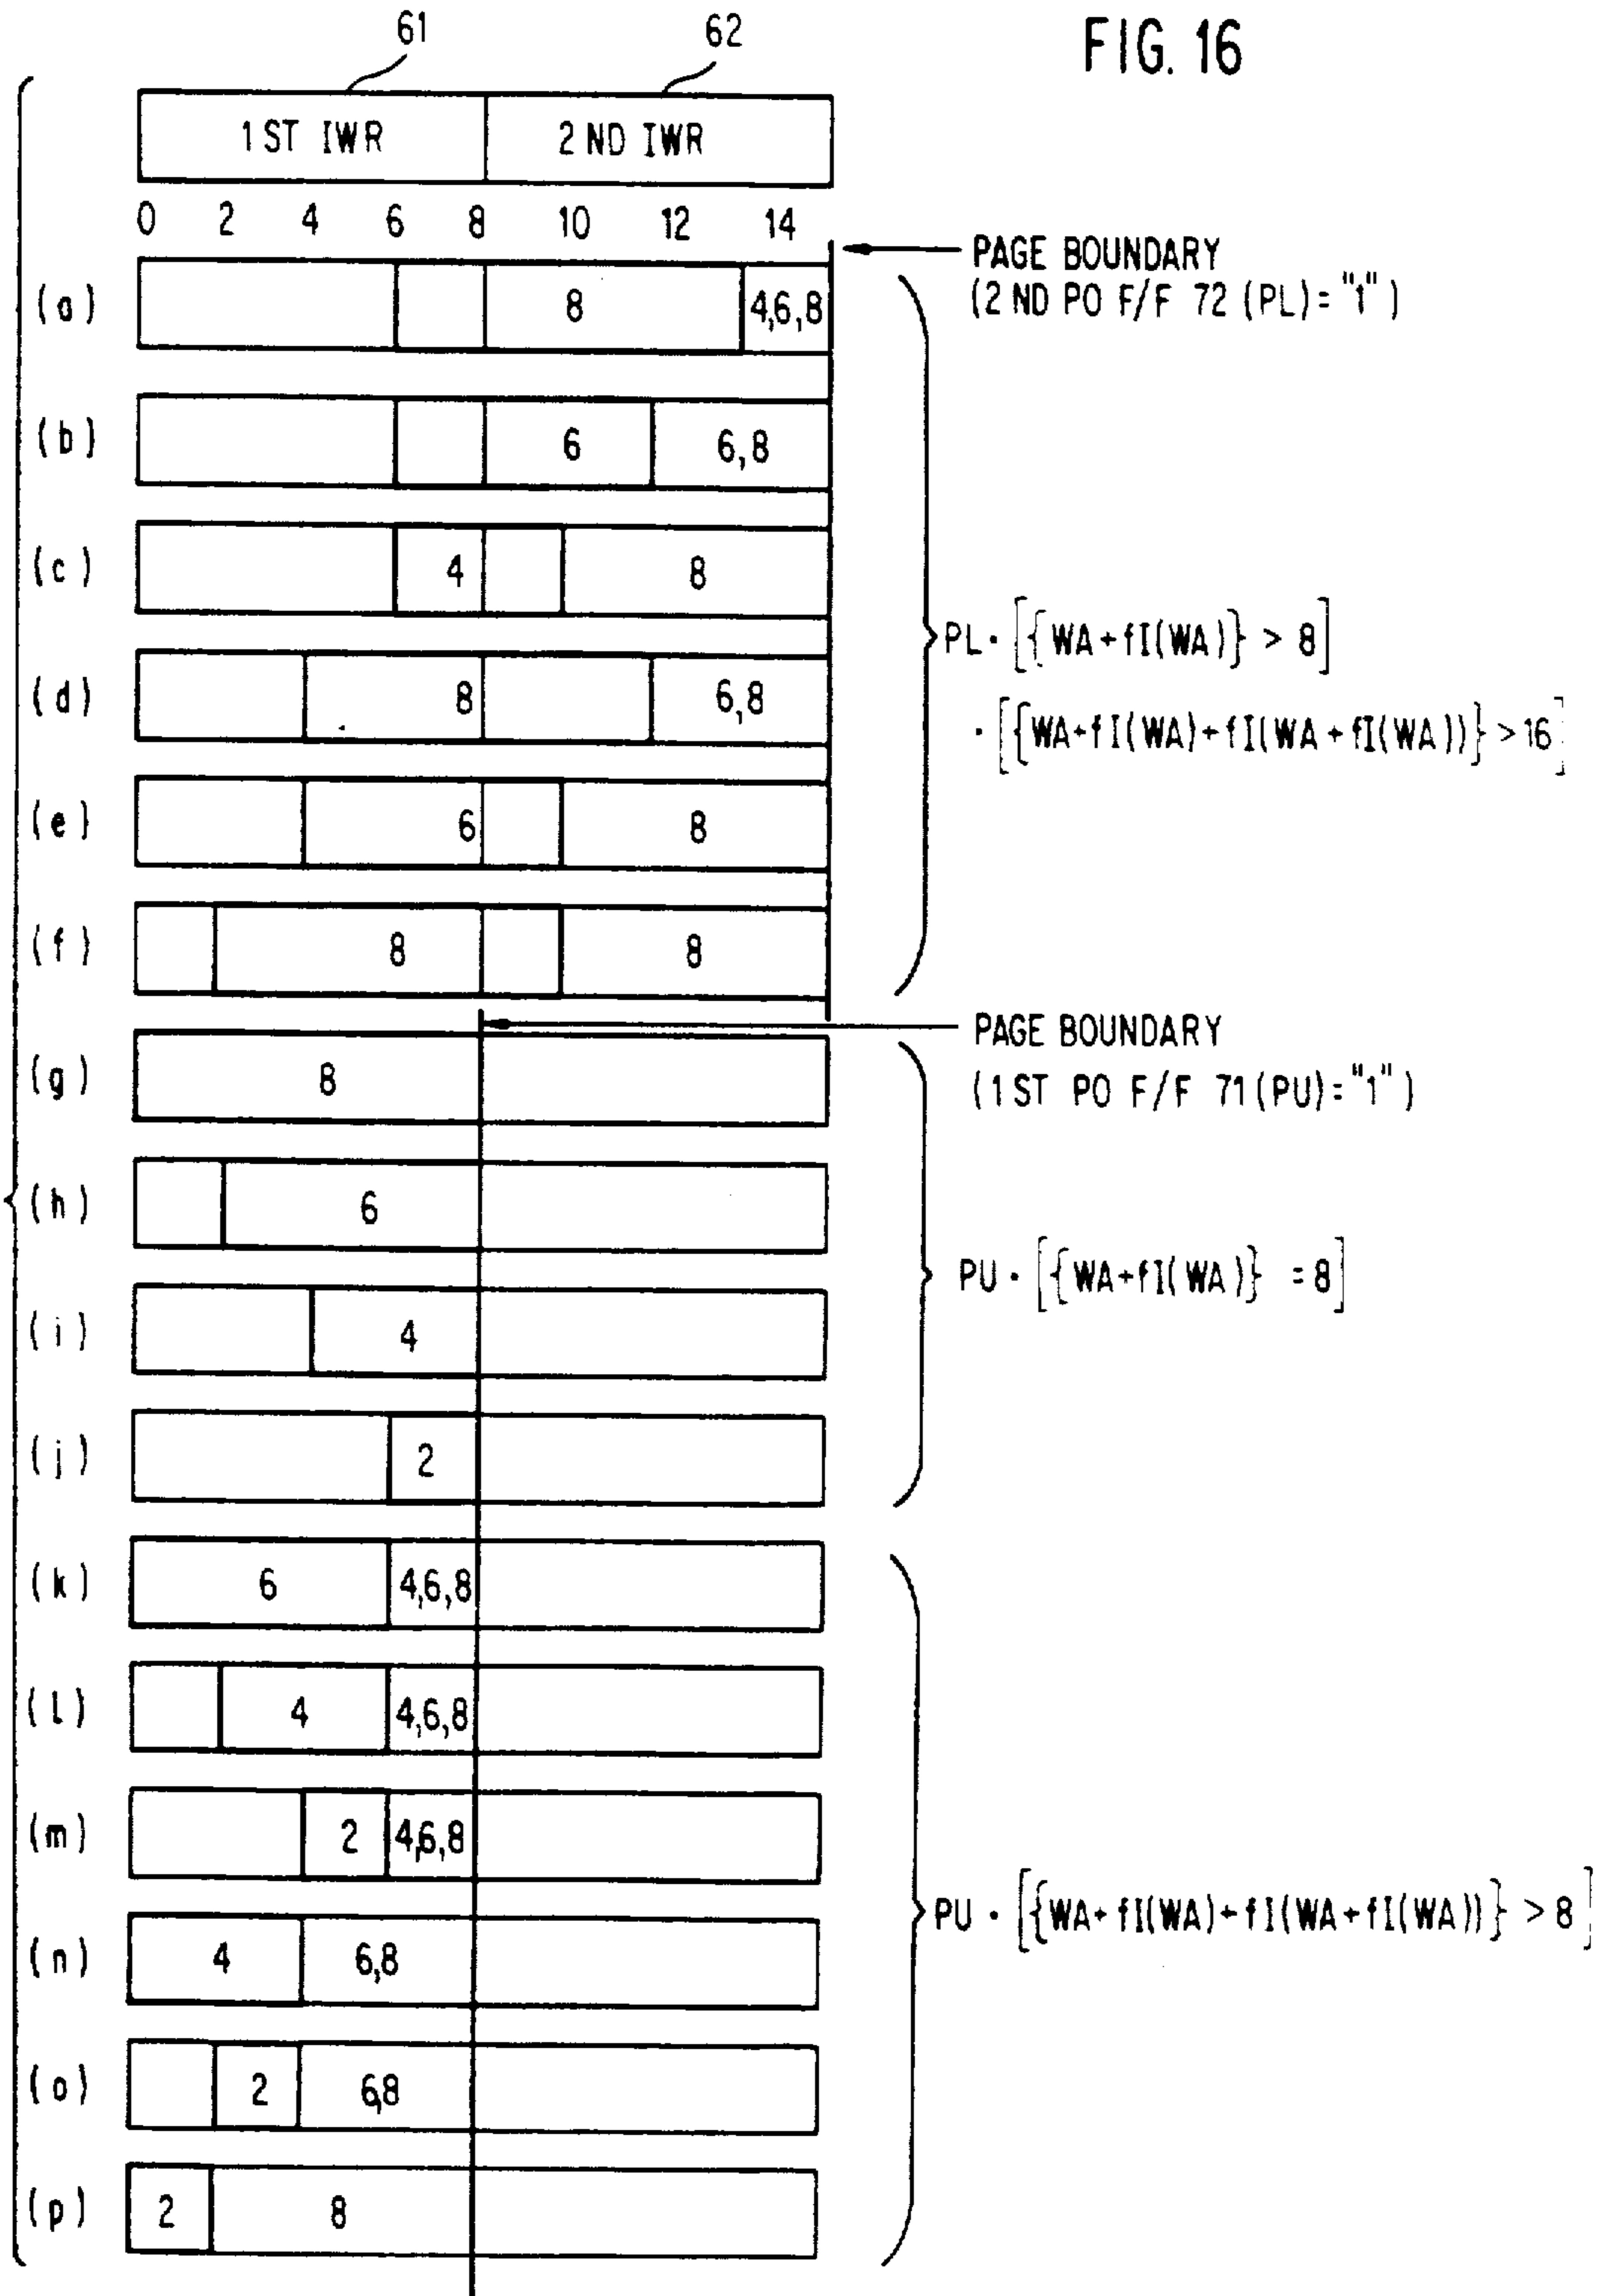 FIG. 16
61 62
1 ST IWR 2 ND IWR
0 2 4 6 8 10 12 14
PAGE BOUNDARY
(2 ND PO F/F 72 (PL) = "1")
(a) 8 4,6,8
(b) 6 6,8
(c) 4 8
(d) 8 6,8
(e) 6 8
(f) 8 8
PL · [{WA+fI(WA)} > 8]
· [{WA+fI(WA)+fI(WA+fI(WA))} > 16]
PAGE BOUNDARY
(1 ST PO F/F 71 (PU) = "1")
(g) 8
(h) 6
(i) 4
(j) 2
PU · [{WA+fI(WA)} = 8]
(k) 6 4,6,8
(l) 4 4,6,8
(m) 2 4,6,8
(n) 4 6,8
(o) 2 6,8
(p) 2 8
PU · [{WA+fI(WA)+fI(WA+fI(WA))} > 8]